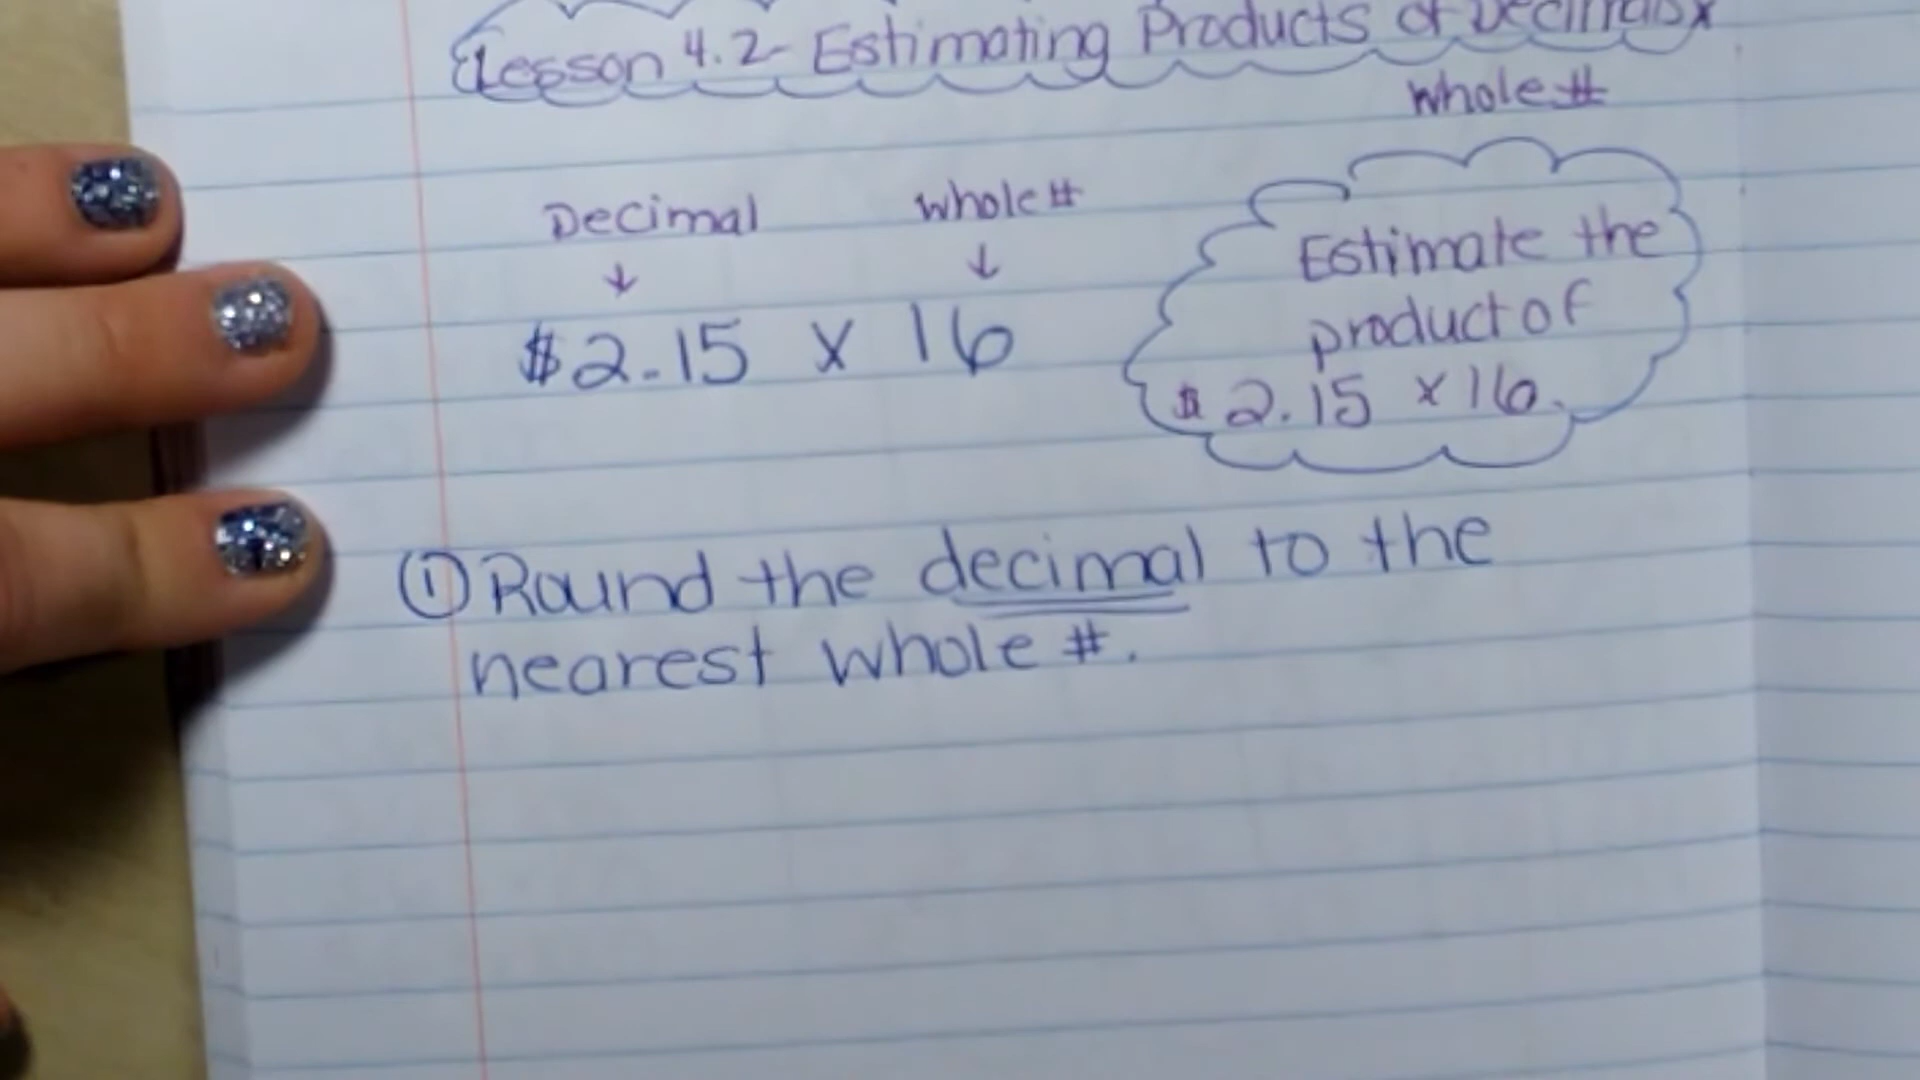 Lesson 4.2- Estimating Products of Decimals x
whole #
Decimal whole #
↓ ↓
$2.15 x 16
Estimate the
product of
$2.15 x 16.
① Round the decimal to the
nearest whole #.